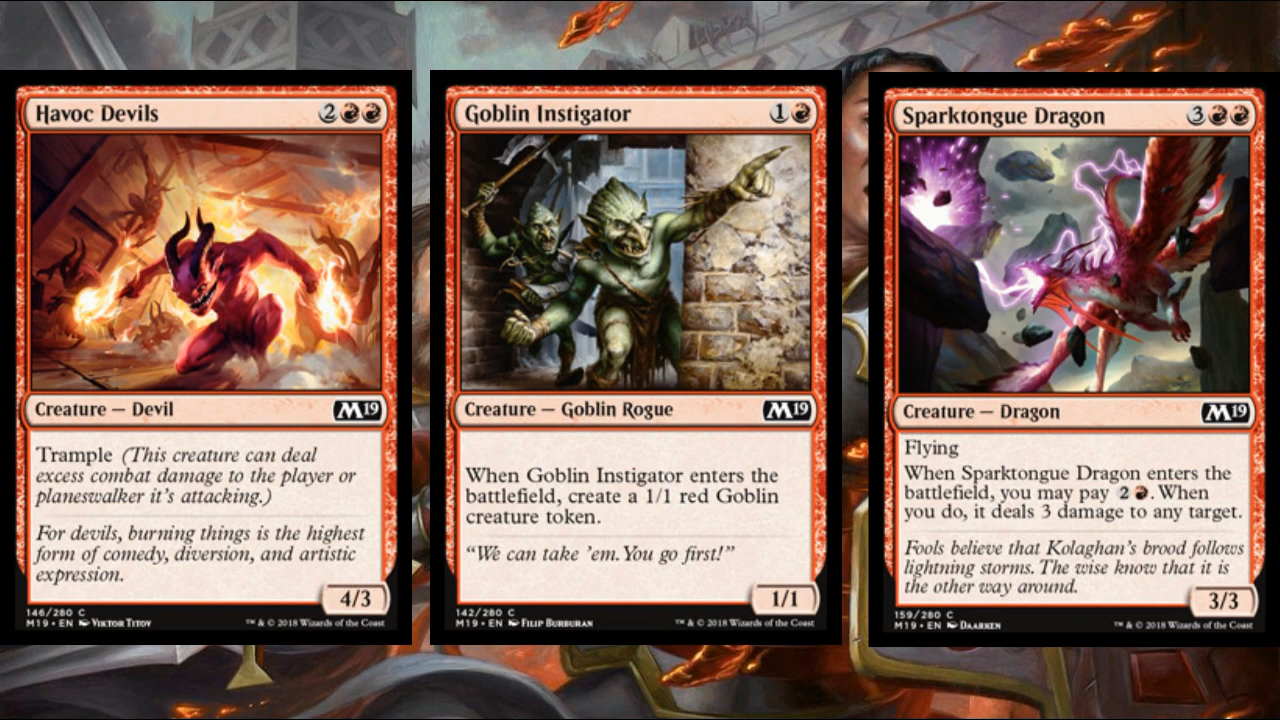 Havoc Devils 2
Creature — Devil M19
Trample (This creature can deal
excess combat damage to the player or
planeswalker it's attacking.)
For devils, burning things is the highest
form of comedy, diversion, and artistic
expression.
4/3
146/280 C
M19 • EN Viktor Titov ™ & © 2018 Wizards of the Coast
Goblin Instigator 1
Creature — Goblin Rogue M19
When Goblin Instigator enters the
battlefield, create a 1/1 red Goblin
creature token.
"We can take 'em. You go first!"
1/1
142/280 C
M19 • EN Filip Burburan ™ & © 2018 Wizards of the Coast
Sparktongue Dragon 3
Creature — Dragon M19
Flying
When Sparktongue Dragon enters the
battlefield, you may pay 2 . When
you do, it deals 3 damage to any target.
Fools believe that Kolaghan's brood follows
lightning storms. The wise know that it is
the other way around.
3/3
159/280 C
M19 • EN Daarken ™ & © 2018 Wizards of the Coast